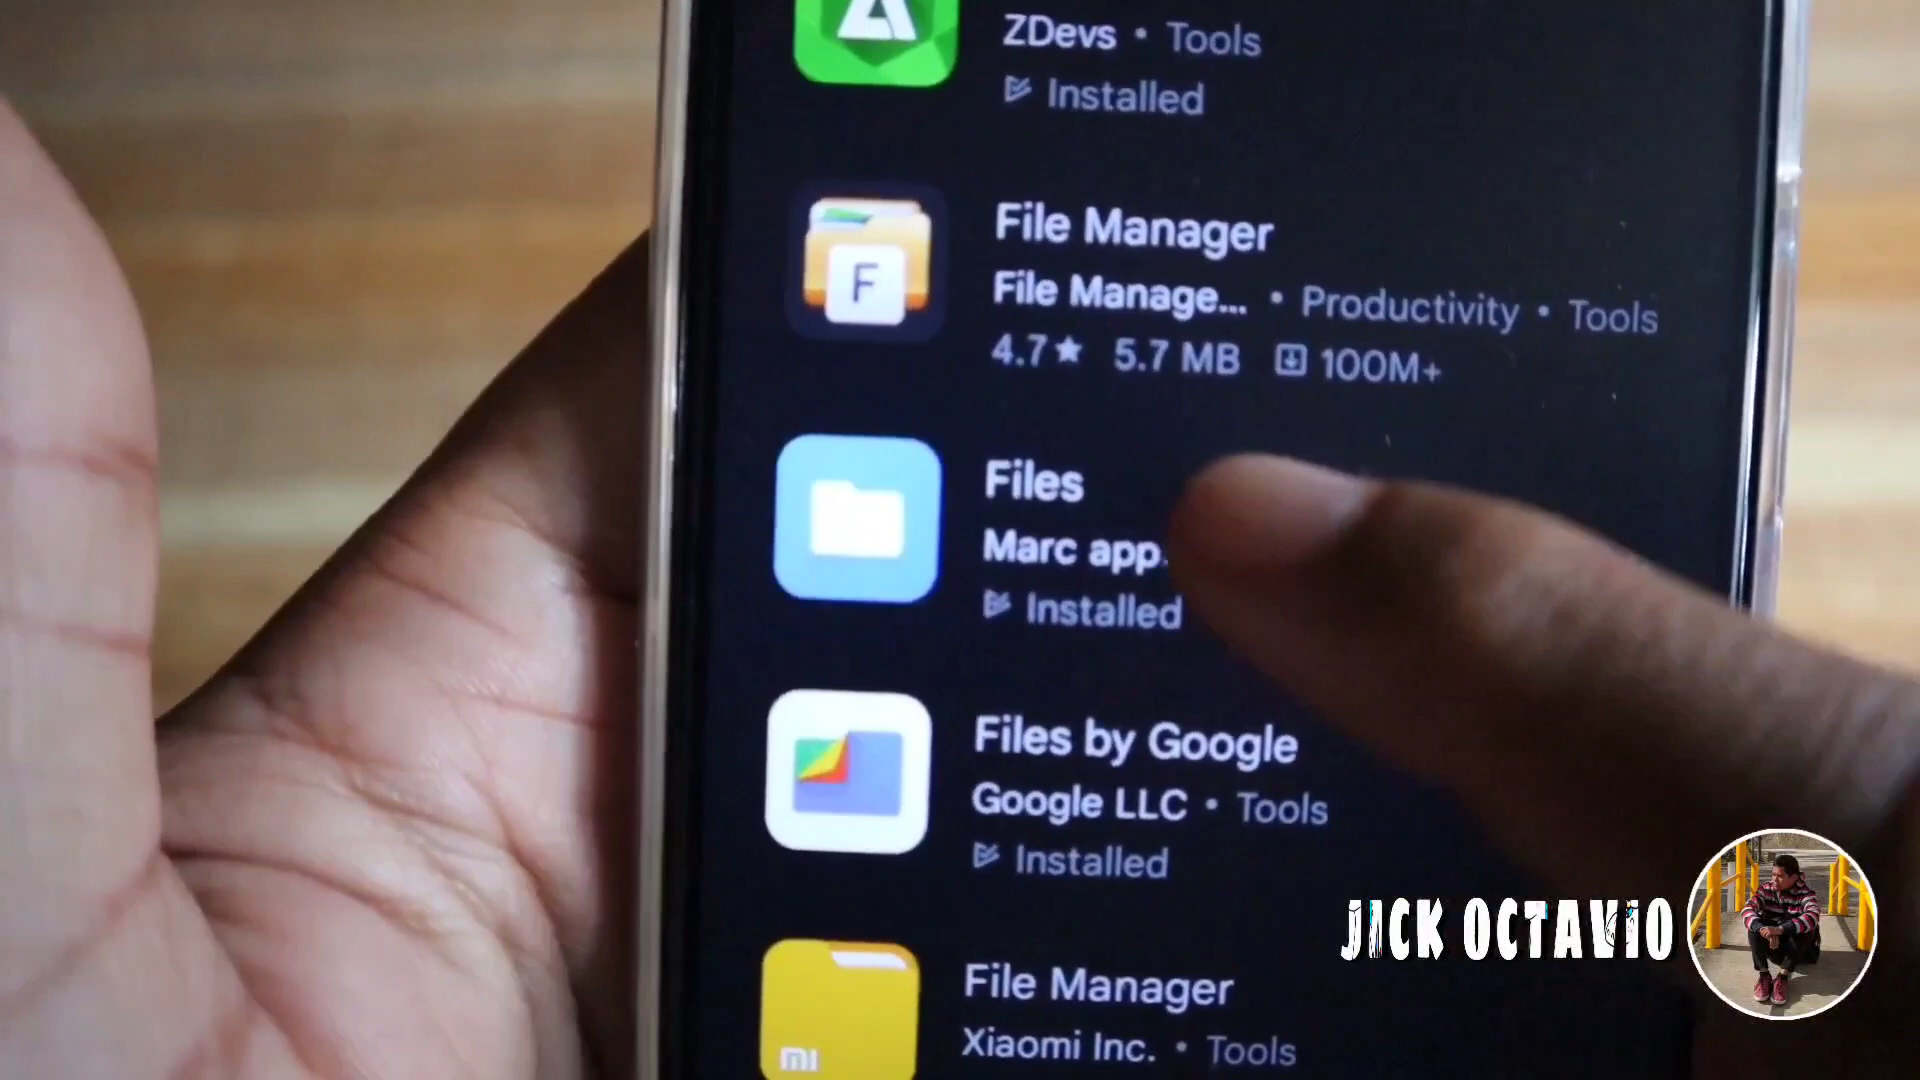 ZDevs • Tools
Installed
File Manager
File Manage... • Productivity • Tools
4.7★ 5.7 MB 100M+
F
Files
Marc app.
Installed
Files by Google
Google LLC • Tools
Installed
JICK OCTAVIO
File Manager
Xiaomi Inc. • Tools
mi